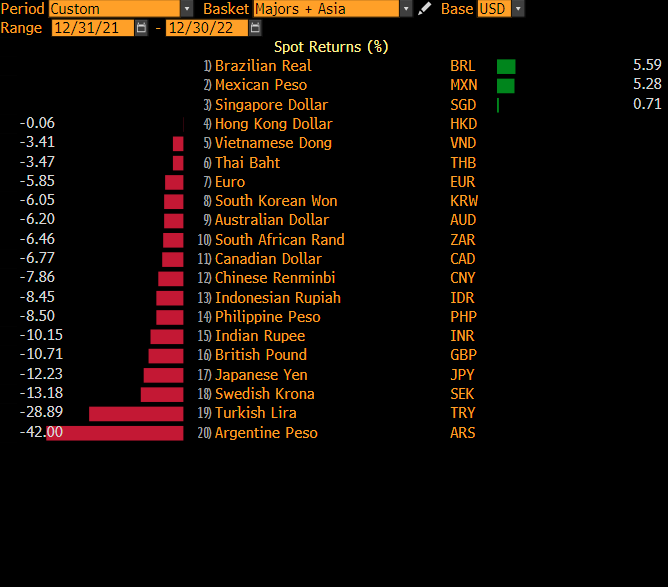 Period Custom Basket Majors + Asia Base USD
Range 12/31/21 - 12/30/22
Spot Returns (%)
1) Brazilian Real BRL 5.59
2) Mexican Peso MXN 5.28
3) Singapore Dollar SGD 0.71
-0.06 4) Hong Kong Dollar HKD
-3.41 5) Vietnamese Dong VND
-3.47 6) Thai Baht THB
-5.85 7) Euro EUR
-6.05 8) South Korean Won KRW
-6.20 9) Australian Dollar AUD
-6.46 10) South African Rand ZAR
-6.77 11) Canadian Dollar CAD
-7.86 12) Chinese Renminbi CNY
-8.45 13) Indonesian Rupiah IDR
-8.50 14) Philippine Peso PHP
-10.15 15) Indian Rupee INR
-10.71 16) British Pound GBP
-12.23 17) Japanese Yen JPY
-13.18 18) Swedish Krona SEK
-28.89 19) Turkish Lira TRY
-42.00 20) Argentine Peso ARS